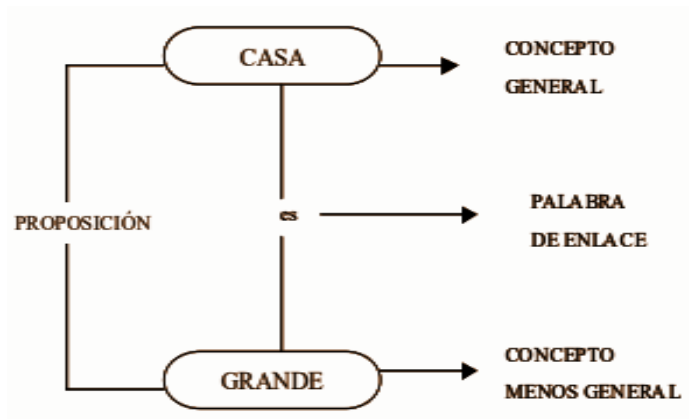 CASA
CONCEPTO
GENERAL
PROPOSICIÓN
es
PALABRA
DE ENLACE
GRANDE
CONCEPTO
MENOS GENERAL